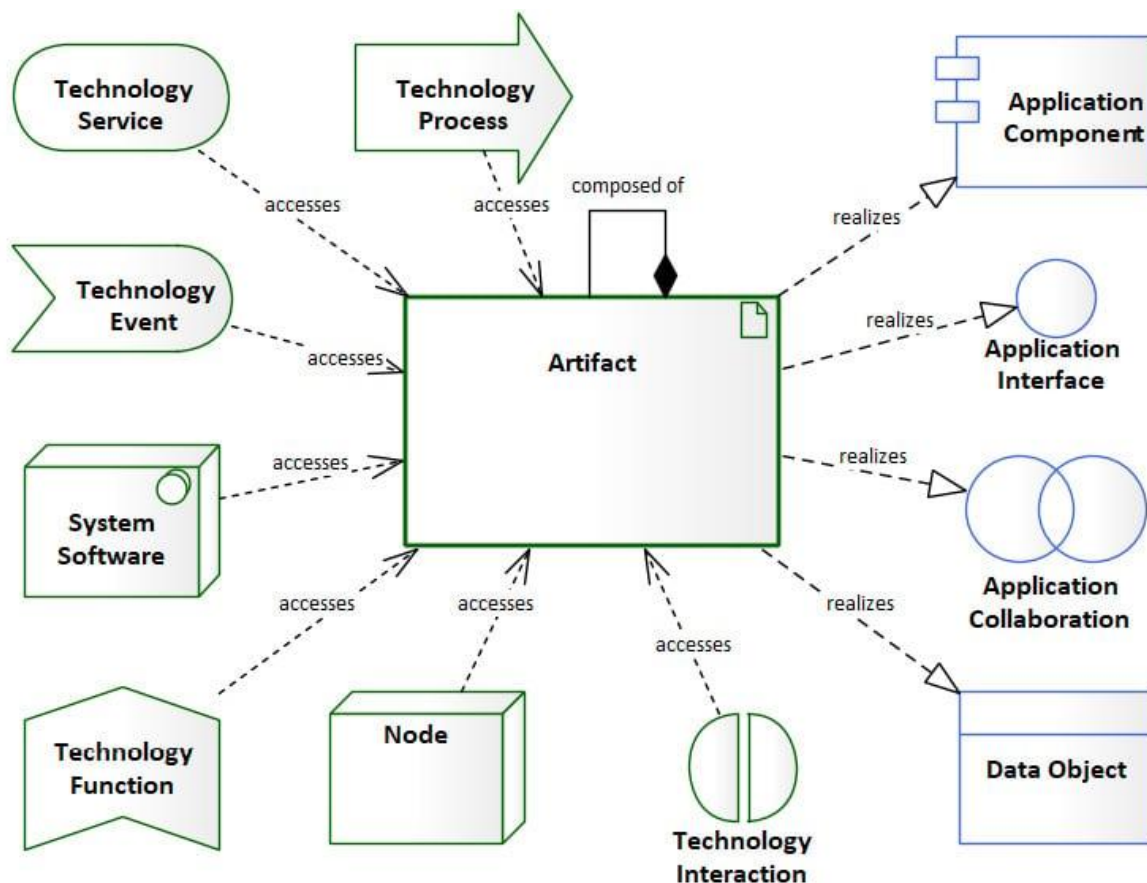 Technology
Service
Technology
Process
Application
Component
accesses
accesses
composed of
realizes
Technology
Event
accesses
Artifact
realizes
Application
Interface
System
Software
accesses
realizes
Application
Collaboration
accesses
accesses
accesses
realizes
Technology
Function
Node
Technology
Interaction
Data Object